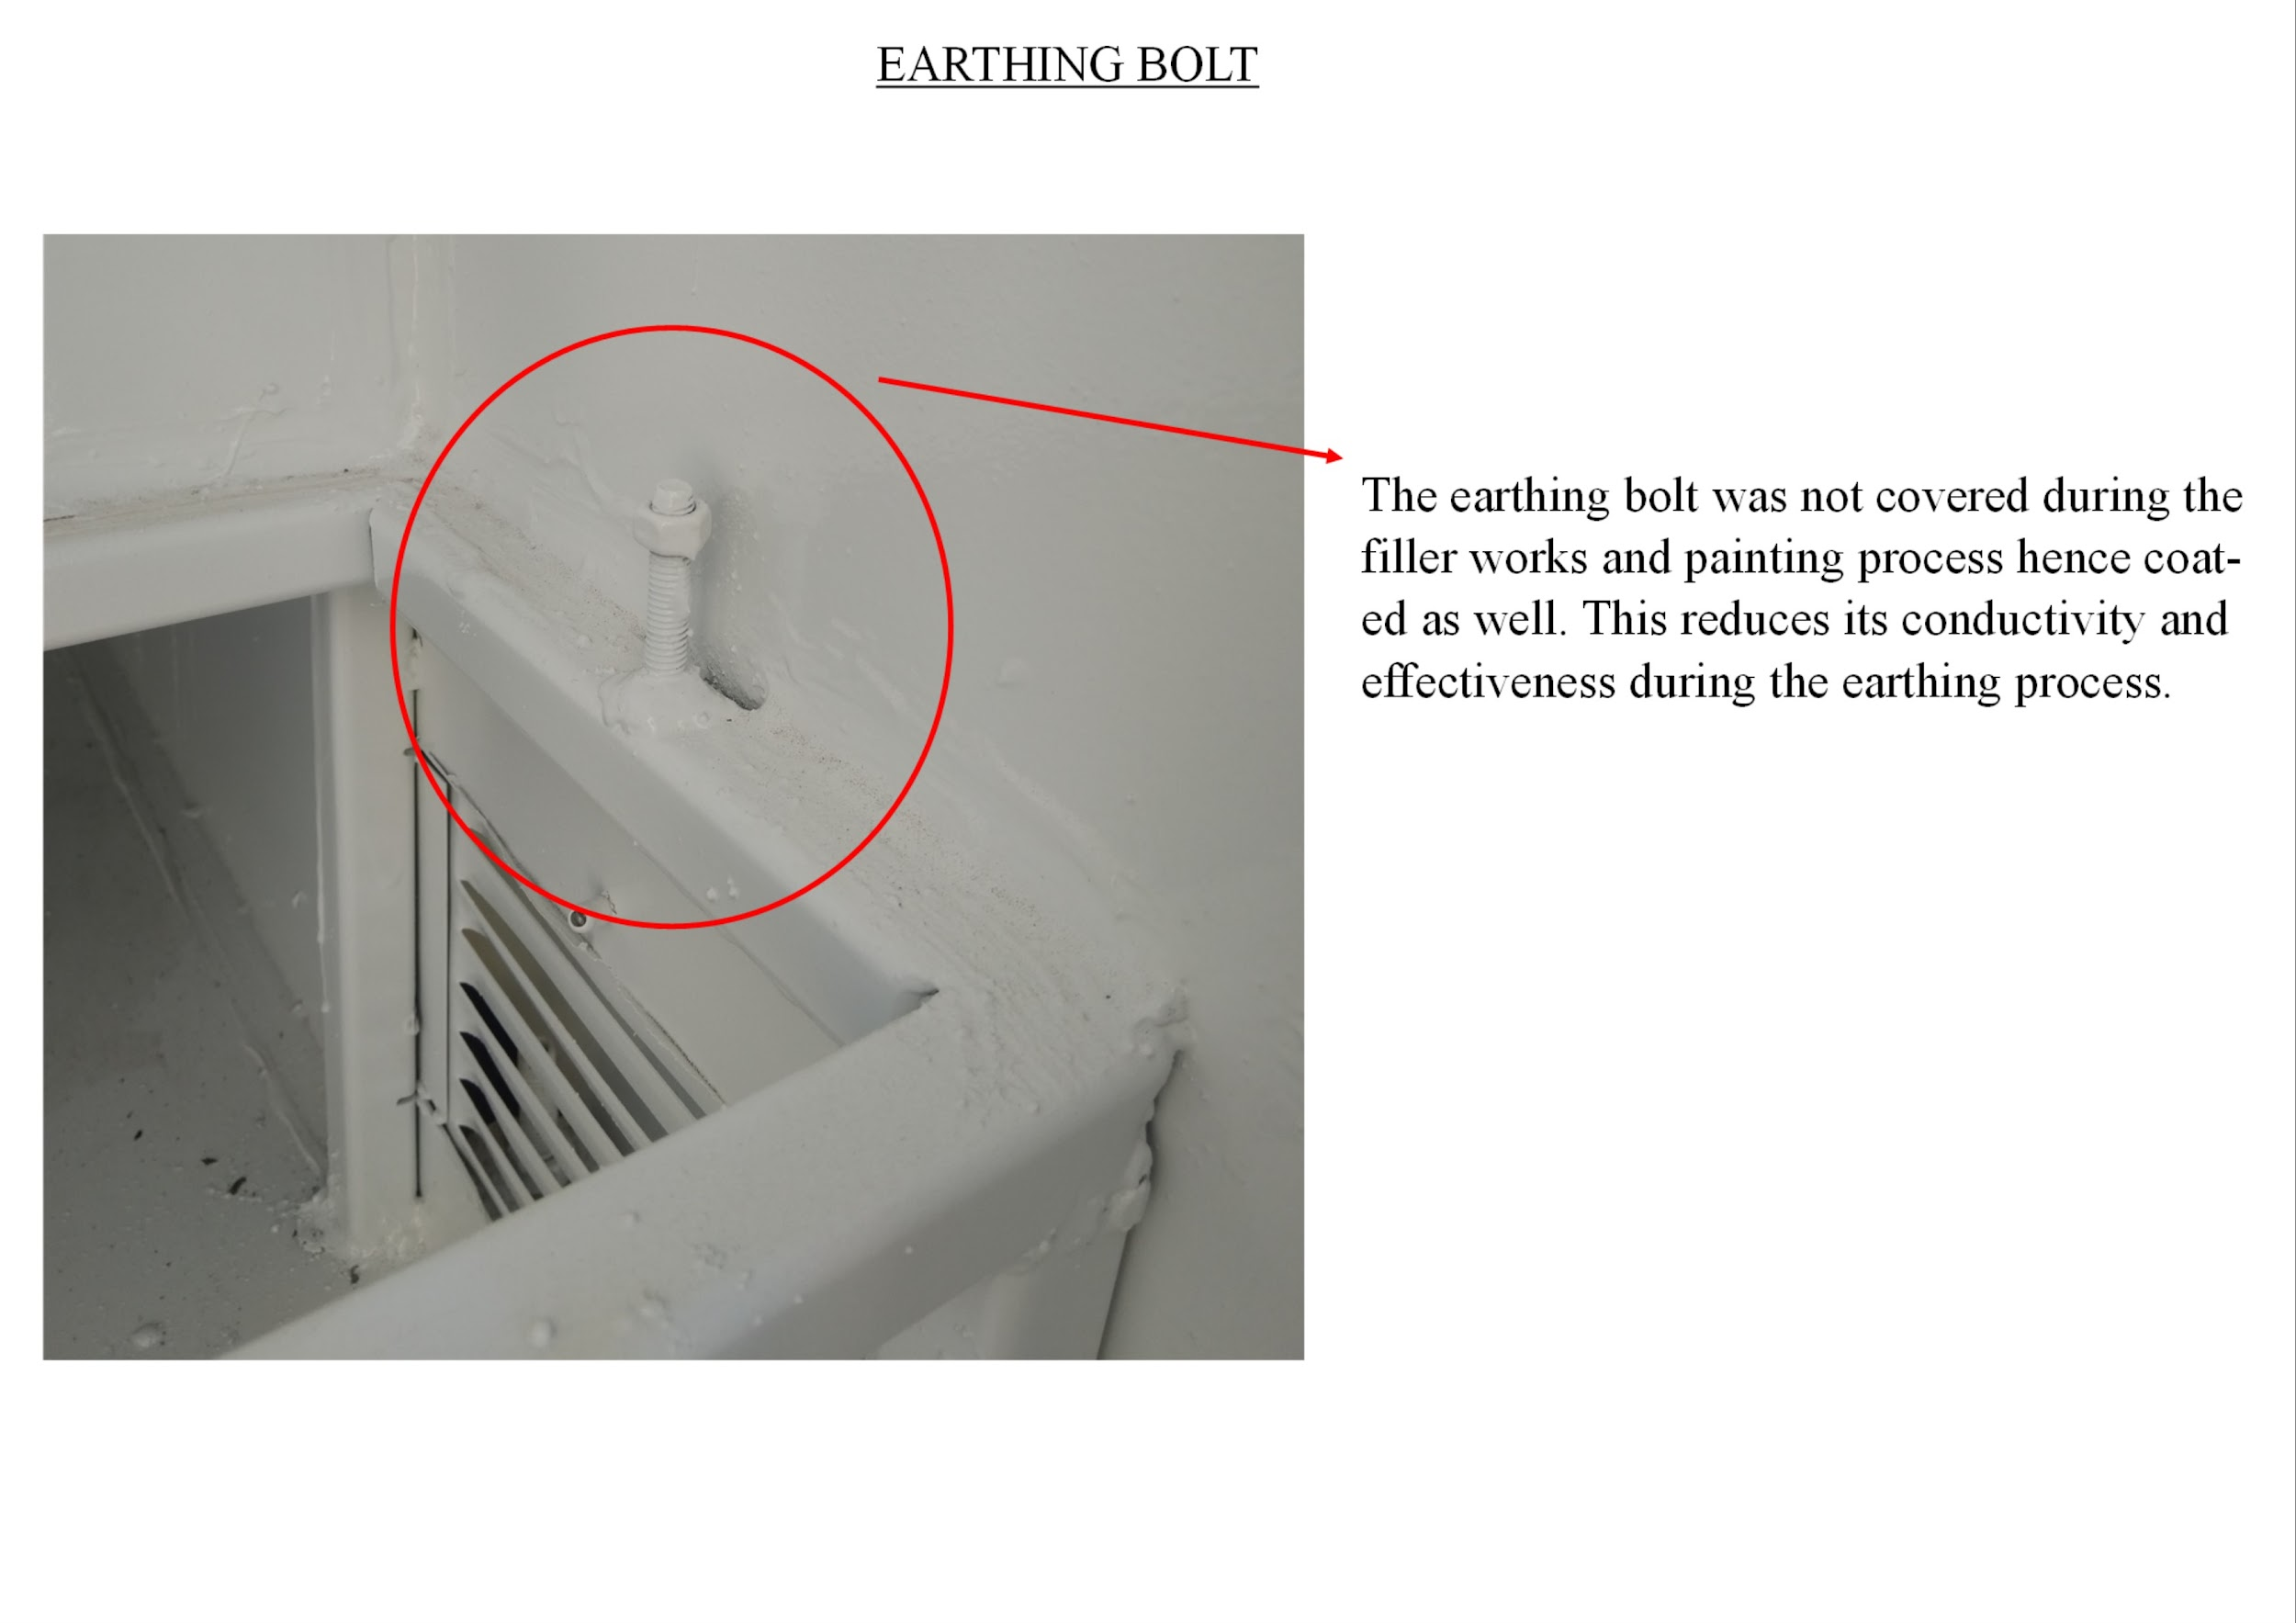 EARTHING BOLT
The earthing bolt was not covered during the
filler works and painting process hence coat-
ed as well. This reduces its conductivity and
effectiveness during the earthing process.